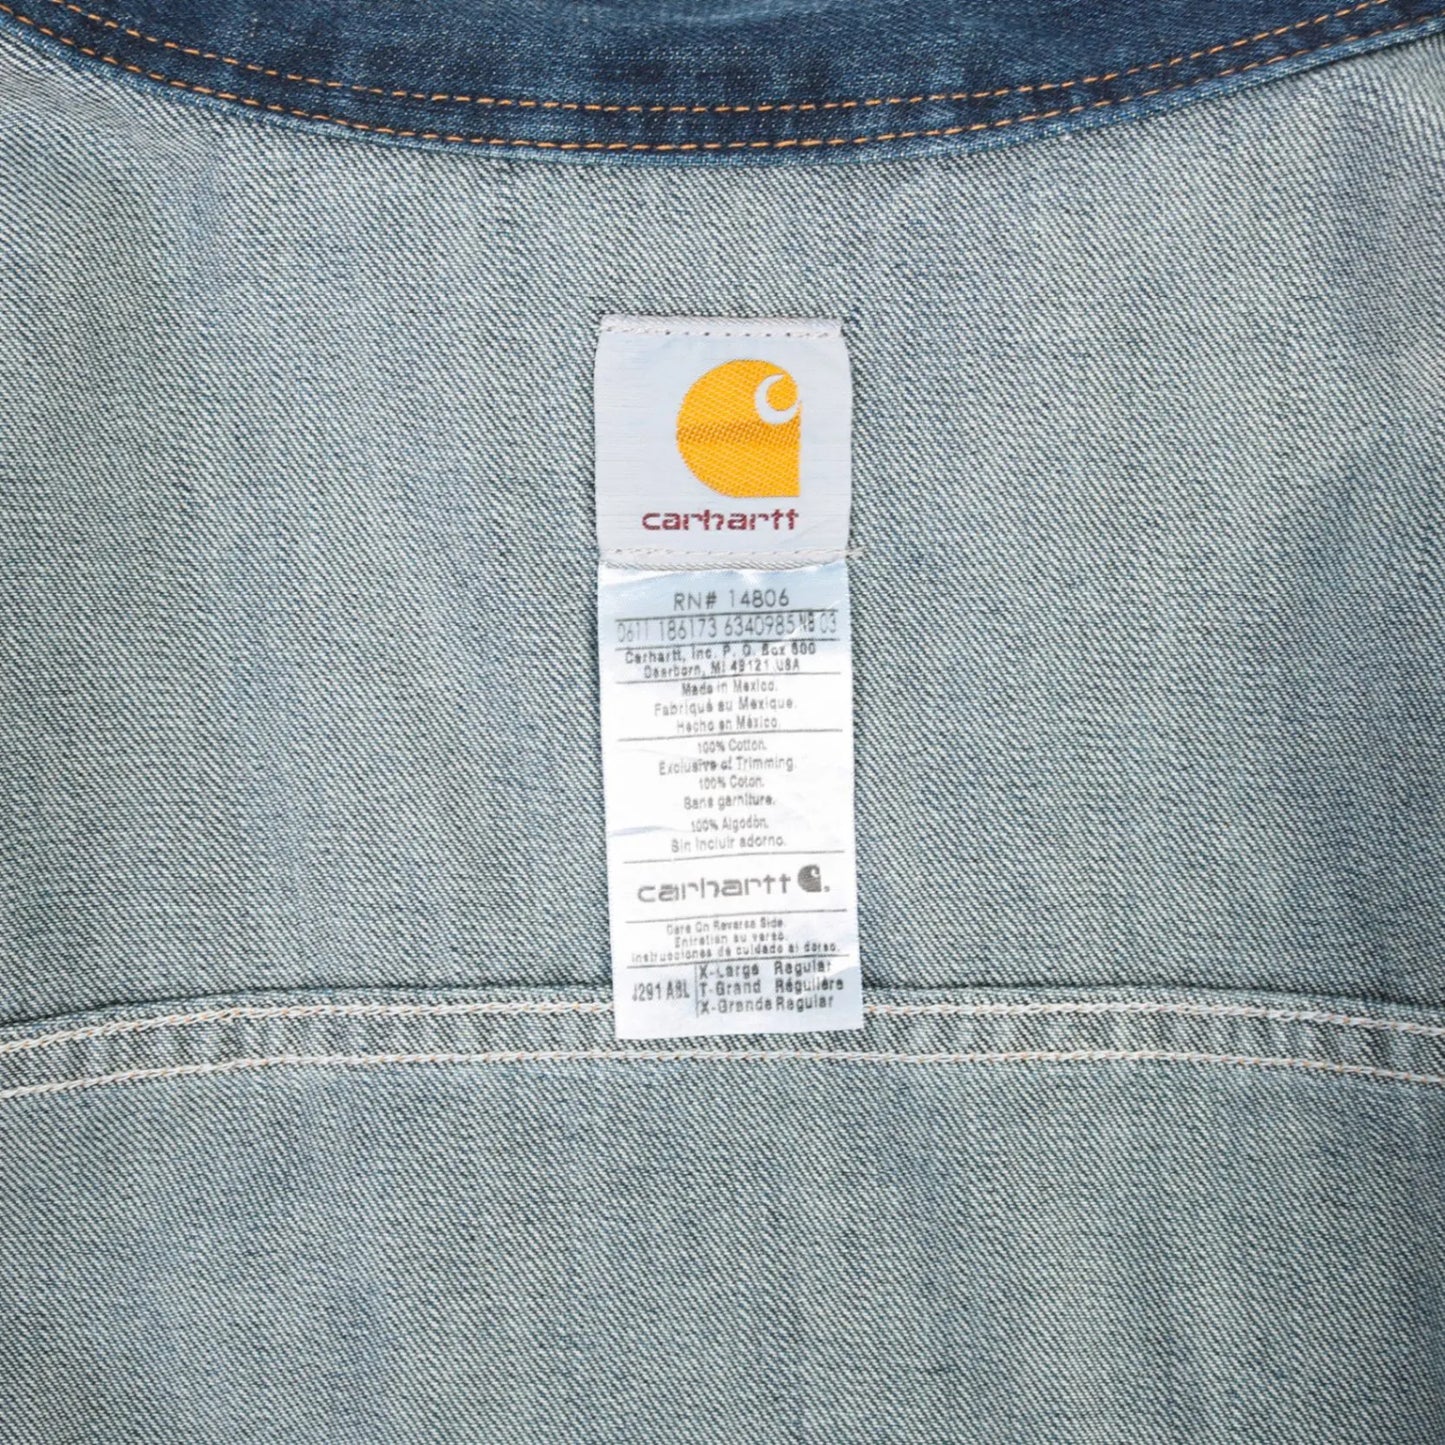 carhartt
RN# 14806
0611 186173 6340985 NB 03
Carhartt, Inc. P. O. Box 600
Dearborn, MI 49121 USA
Made in Mexico.
Fabriqué au Mexique.
Hecho en México.
100% Cotton.
Exclusive of Trimming.
100% Coton.
Sans garniture.
100% Algodón.
Sin incluir adorno.
carhartt
Care On Reverse Side.
Entretien au verso.
Instrucciones de cuidado al dorso.
J291 ABL
X-Large Regular
T-Grand Régulière
X-Grande Regular